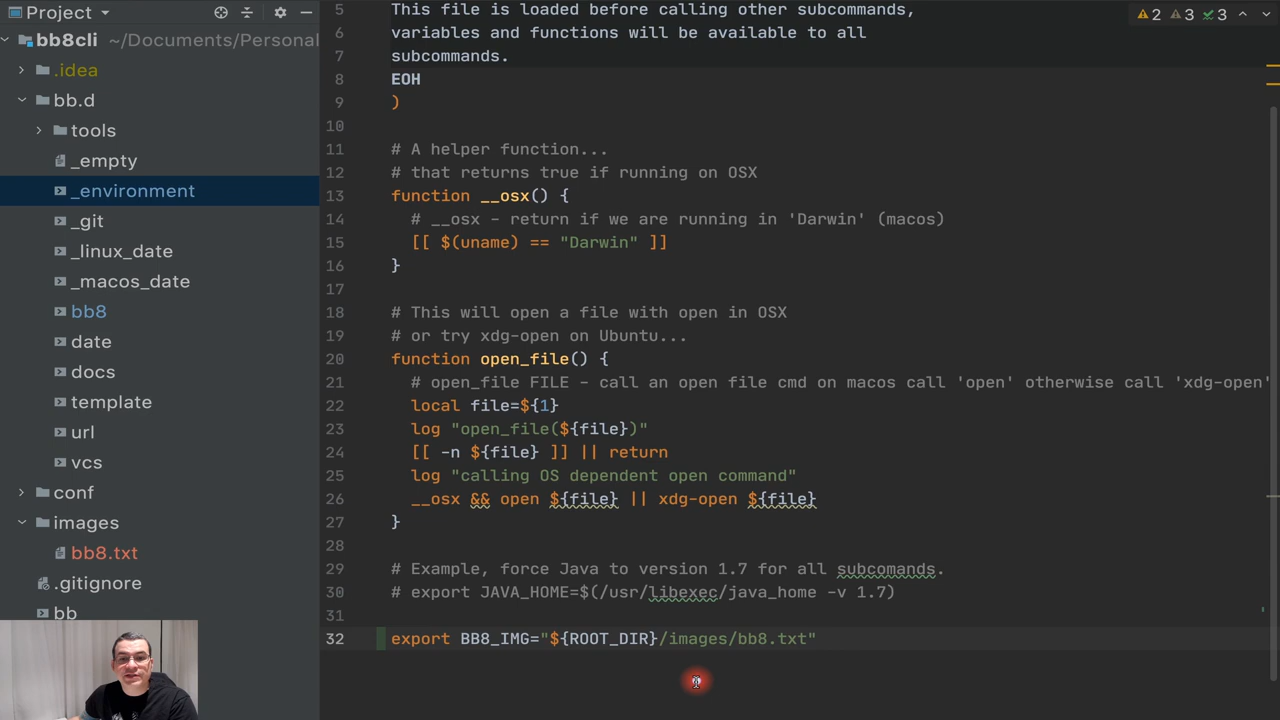 Project
bb8cli ~/Documents/Personal
.idea
bb.d
tools
_empty
_environment
_git
_linux_date
_macos_date
bb8
date
docs
template
url
vcs
conf
images
bb8.txt
.gitignore
bb
2 3 3
5 This file is loaded before calling other subcommands,
6 variables and functions will be available to all
7 subcommands.
8 EOH
9 )
10
11 # A helper function...
12 # that returns true if running on OSX
13 function __osx() {
14 # __osx - return if we are running in 'Darwin' (macos)
15 [[ $(uname) == "Darwin" ]]
16 }
17
18 # This will open a file with open in OSX
19 # or try xdg-open on Ubuntu...
20 function open_file() {
21 # open_file FILE - call an open file cmd on macos call 'open' otherwise call 'xdg-open'
22 local file=${1}
23 log "open_file(${file})"
24 [[ -n ${file} ]] || return
25 log "calling OS dependent open command"
26 __osx && open ${file} || xdg-open ${file}
27 }
28
29 # Example, force Java to version 1.7 for all subcomands.
30 # export JAVA_HOME=$(/usr/libexec/java_home -v 1.7)
31
32 export BB8_IMG="${ROOT_DIR}/images/bb8.txt"